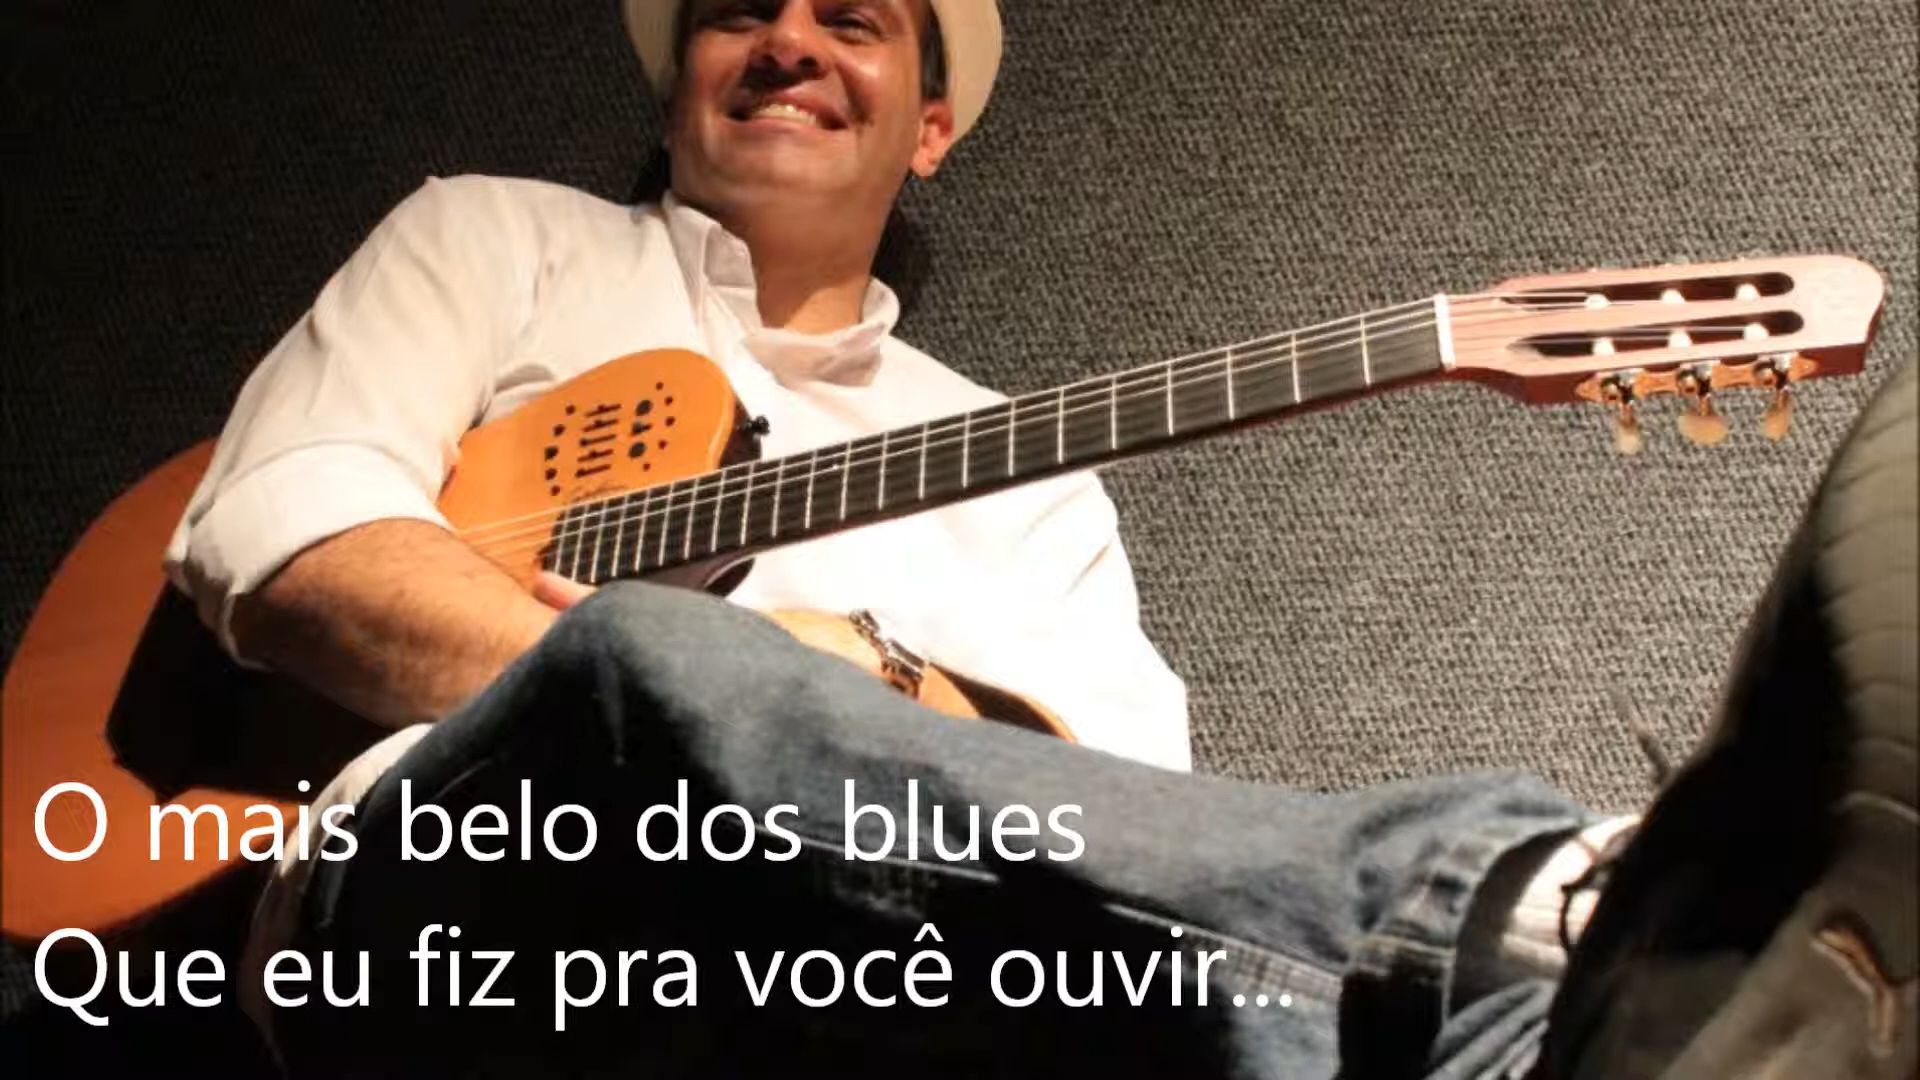 O mais belo dos blues
Que eu fiz pra você ouvir...